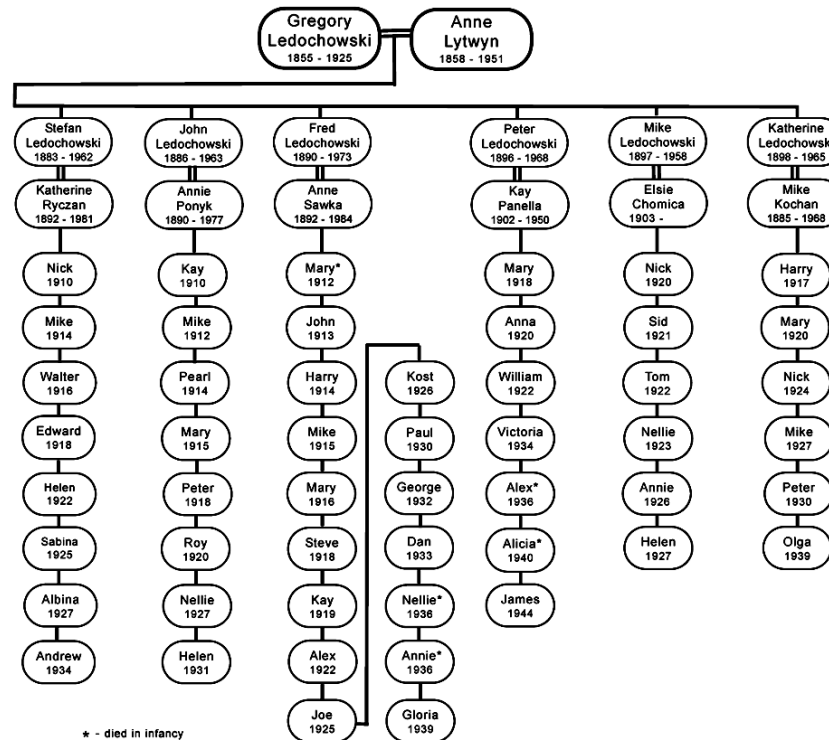 Gregory
Ledochowski
1855 - 1925
Anne
Lytwyn
1858 - 1951
Stefan
Ledochowski
1883 - 1962
Katherine
Ryczan
1892 - 1981
Nick
1910
Mike
1914
Walter
1916
Edward
1918
Helen
1922
Sabina
1925
Albina
1927
Andrew
1934
John
Ledochowski
1886 - 1963
Annie
Ponyk
1890 - 1977
Kay
1910
Mike
1912
Pearl
1914
Mary
1915
Peter
1918
Roy
1920
Nellie
1927
Helen
1931
Fred
Ledochowski
1890 - 1973
Anne
Sawka
1892 - 1984
Mary*
1912
John
1913
Harry
1914
Mike
1915
Mary
1916
Steve
1918
Kay
1919
Alex
1922
Joe
1925
Kost
1926
Paul
1930
George
1932
Dan
1933
Nellie*
1936
Annie*
1936
Gloria
1939
Peter
Ledochowski
1896 - 1968
Kay
Panella
1902 - 1950
Mary
1918
Anna
1920
William
1922
Victoria
1934
Alex*
1936
Alicia*
1940
James
1944
Mike
Ledochowski
1897 - 1958
Elsie
Chomica
1903 -
Nick
1920
Sid
1921
Tom
1922
Nellie
1923
Annie
1926
Helen
1927
Katherine
Ledochowski
1898 - 1965
Mike
Kochan
1885 - 1968
Harry
1917
Mary
1920
Nick
1924
Mike
1927
Peter
1930
Olga
1939
* - died in infancy